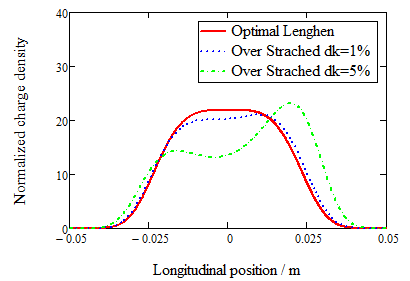 40
Optimal Lenghen
Over Strached dk=1%
Over Strached dk=5%
30
Normalized charge density
20
10
0
−0.05
−0.025
0
0.025
0.05
Longitudinal position / m